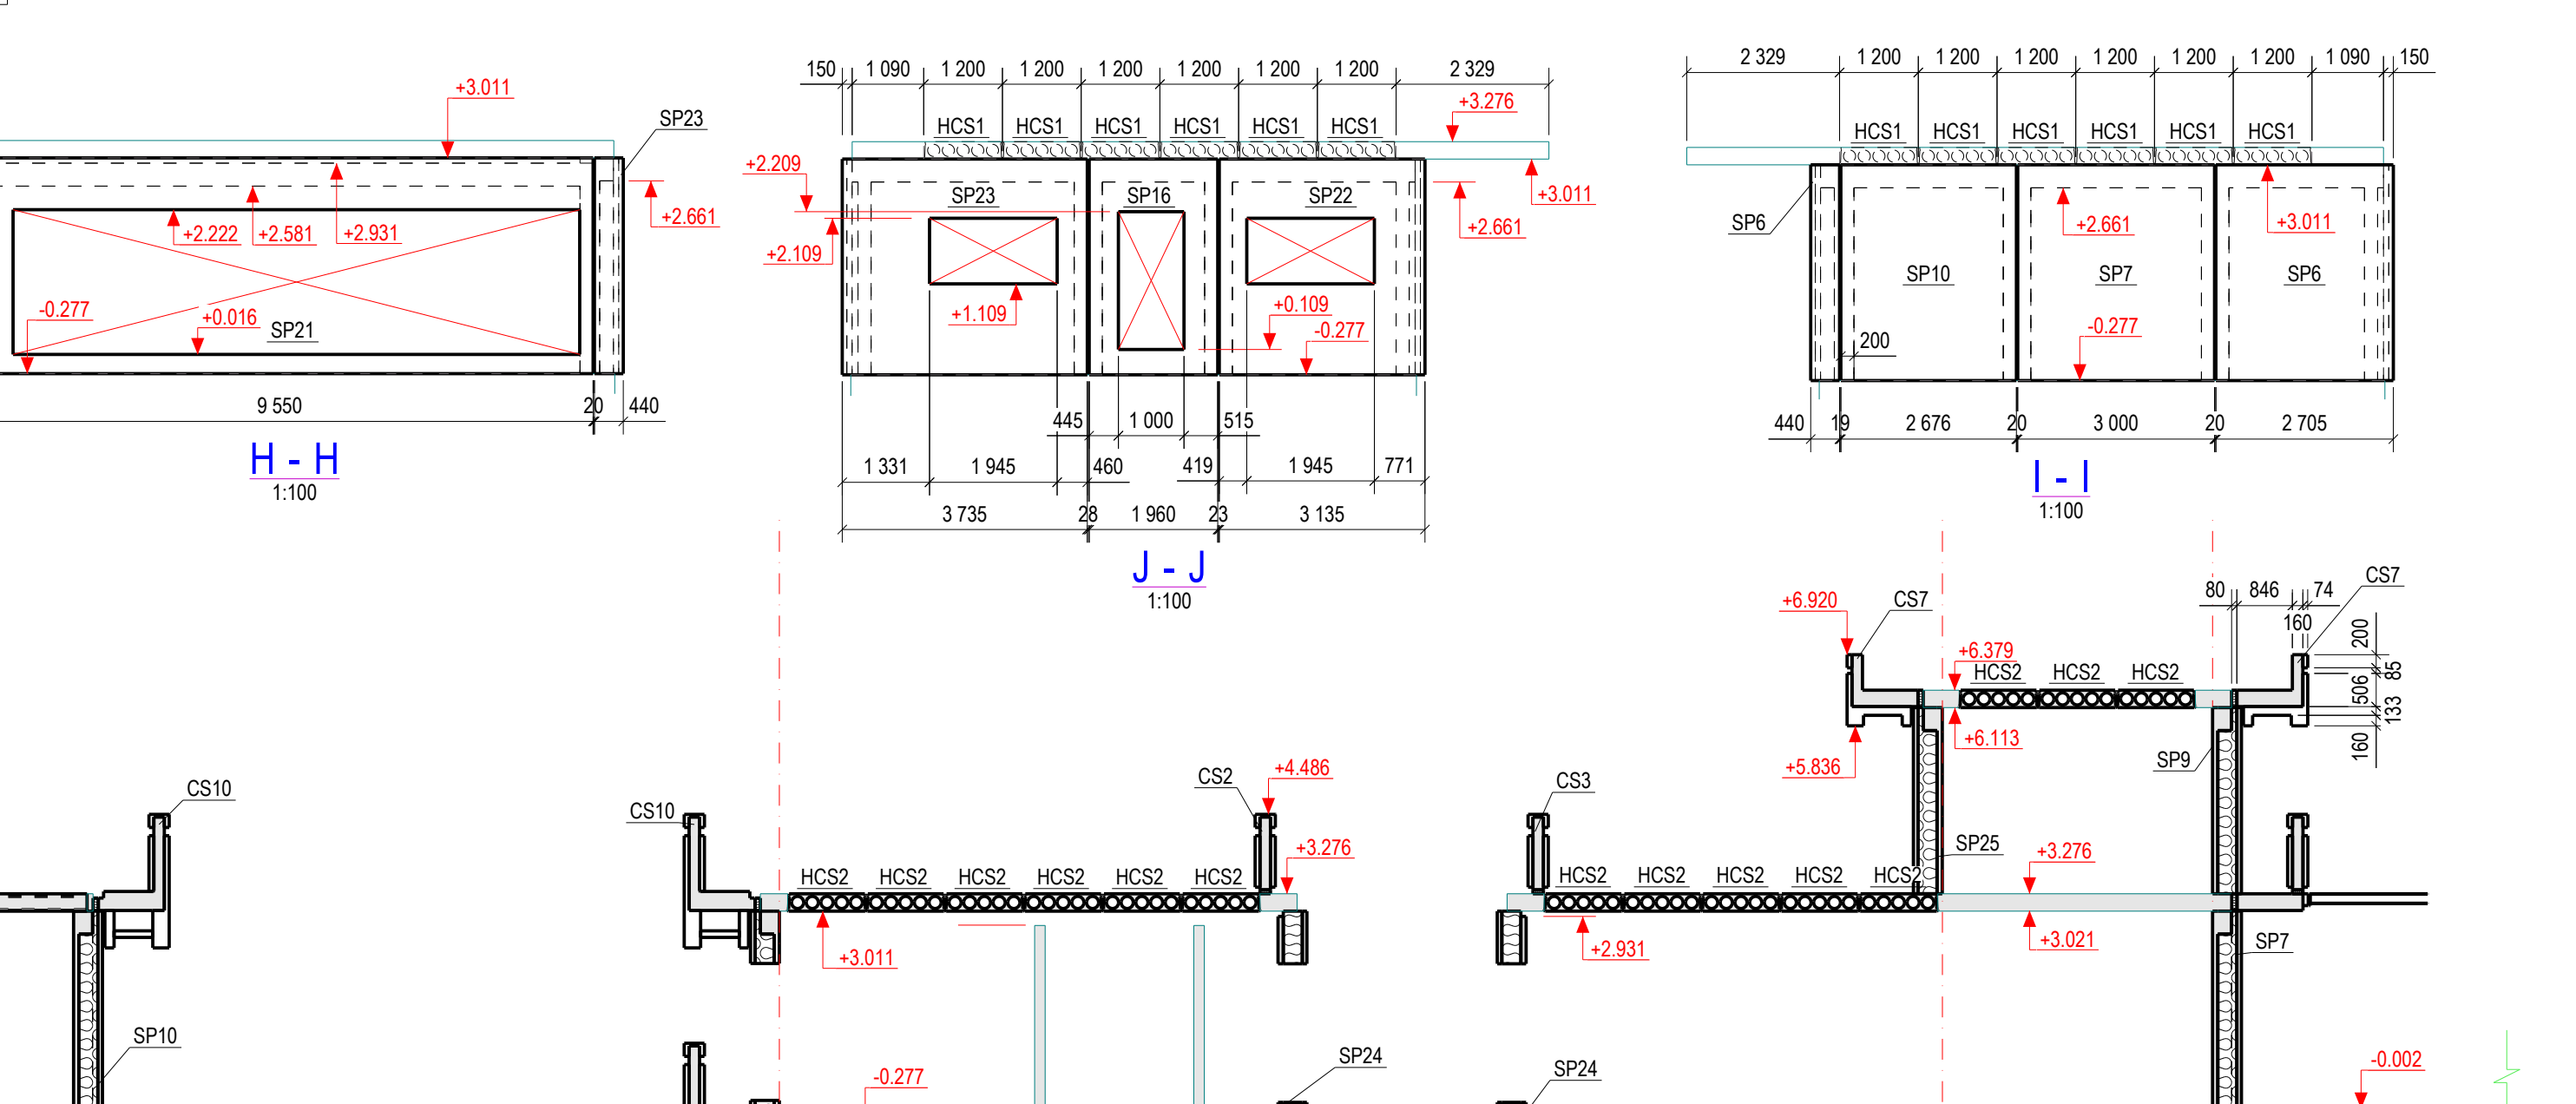 +3.011
SP23
+2.661
+2.222
+2.581
+2.931
-0.277
+0.016
SP21
9 550
20
440
H - H
1:100
150
1 090
1 200
1 200
1 200
1 200
1 200
1 200
2 329
+3.276
HCS1
HCS1
HCS1
HCS1
HCS1
HCS1
+2.209
+3.011
SP23
SP16
SP22
+2.661
+2.109
+1.109
+0.109
-0.277
445
1 000
515
1 331
1 945
460
419
1 945
771
3 735
28
1 960
23
3 135
J - J
1:100
2 329
1 200
1 200
1 200
1 200
1 200
1 200
1 090
150
HCS1
HCS1
HCS1
HCS1
HCS1
HCS1
SP6
+2.661
+3.011
SP10
SP7
SP6
-0.277
200
440
19
2 676
20
3 000
20
2 705
I - I
1:100
CS10
SP10
CS10
CS2
+4.486
+3.276
HCS2
HCS2
HCS2
HCS2
HCS2
HCS2
+3.011
-0.277
SP24
CS3
HCS2
HCS2
HCS2
HCS2
HCS2
+2.931
SP24
+6.920
CS7
+6.379
HCS2
HCS2
HCS2
+6.113
+5.836
80
846
74
160
CS7
200
85
506
133
160
SP9
SP25
+3.276
+3.021
SP7
-0.002